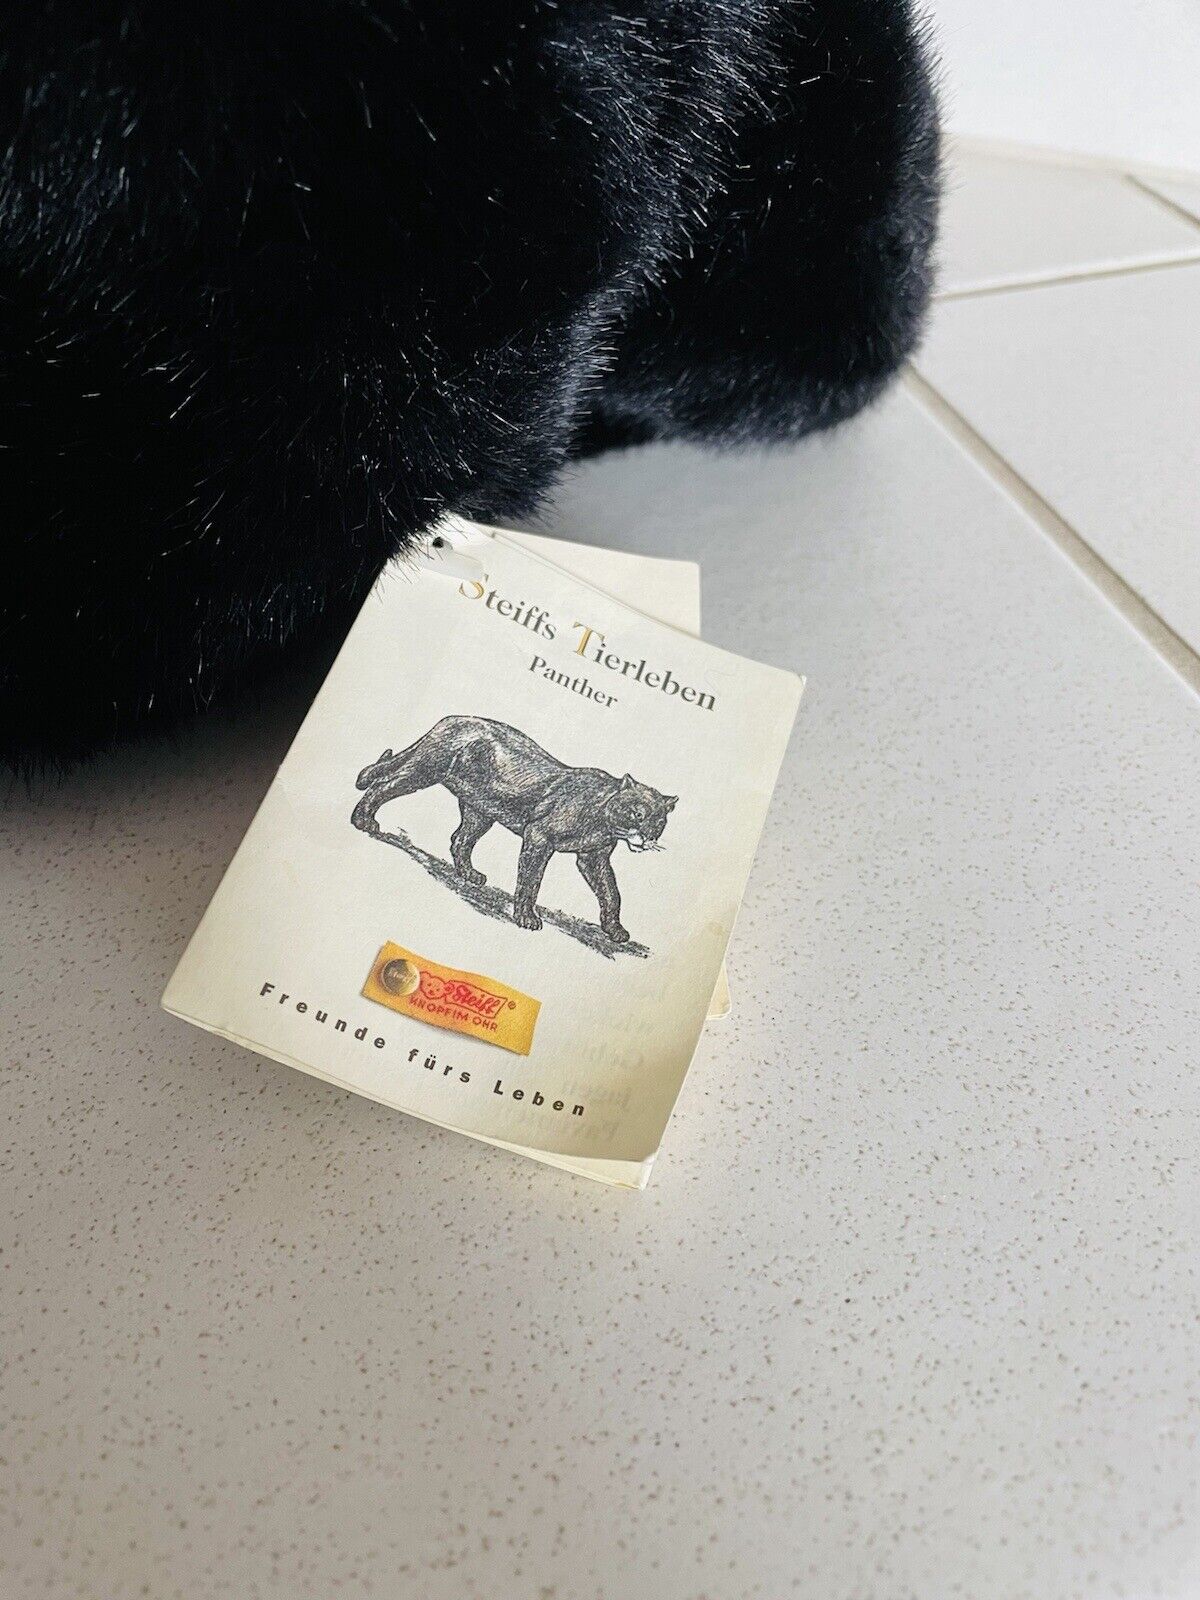 Steiffs Tierleben
Panther
Steiff®
KNOPF IM OHR
Freunde fürs Leben